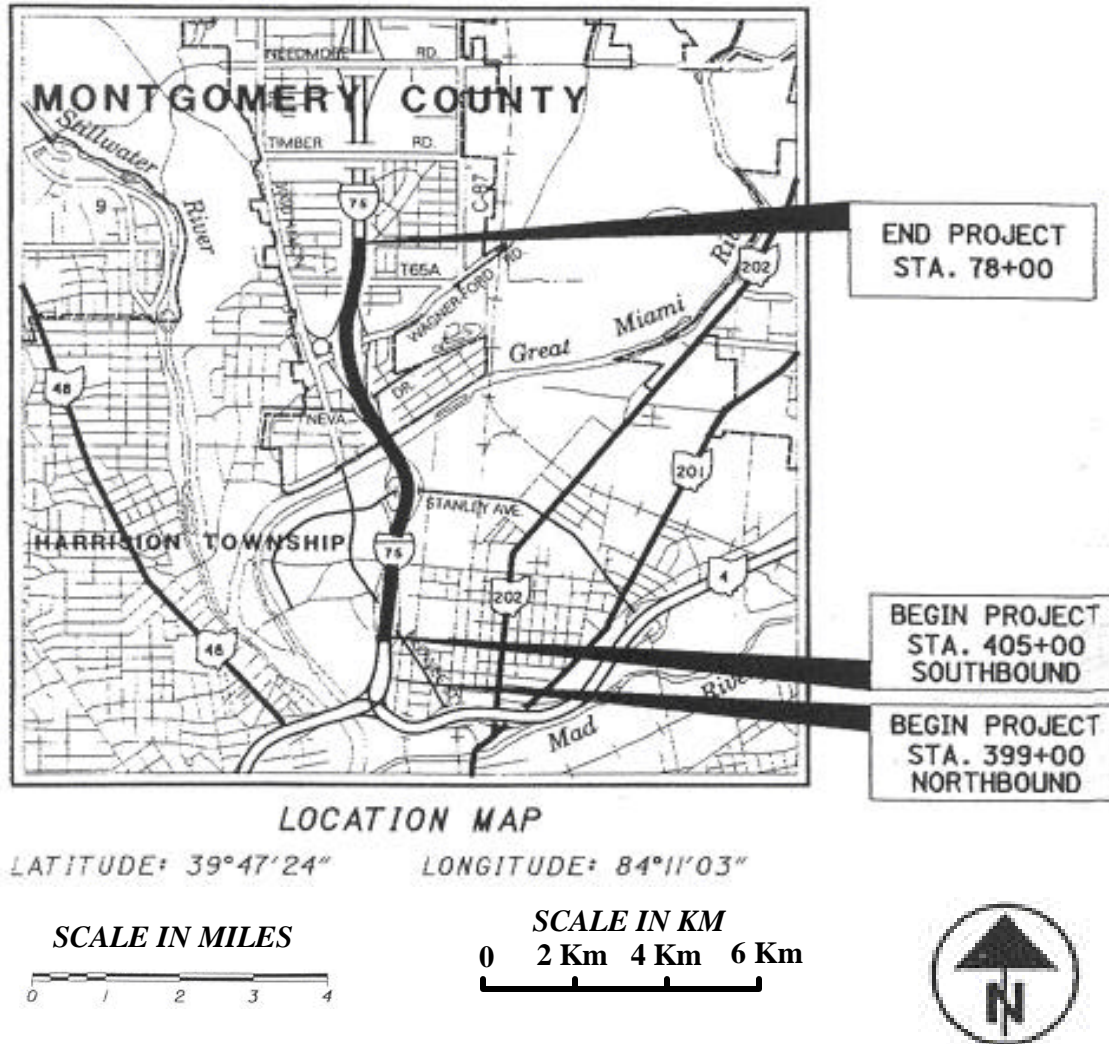 NEEDMORE RD.
MONTGOMERY COUNTY
Stillwater
River
TIMBER RD.
C-87
9
75
T65A
WAGNER FORD RD.
202
Great Miami
48
DR.
NEVA
201
STANLEY AVE.
HARRISION TOWNSHIP
75
4
202
48
River
Mad
END PROJECT
STA. 78+00
BEGIN PROJECT
STA. 405+00
SOUTHBOUND
BEGIN PROJECT
STA. 399+00
NORTHBOUND
LOCATION MAP
LATITUDE: 39°47'24" LONGITUDE: 84°11'03"
SCALE IN MILES
0 1 2 3 4
SCALE IN KM
0 2 Km 4 Km 6 Km
N